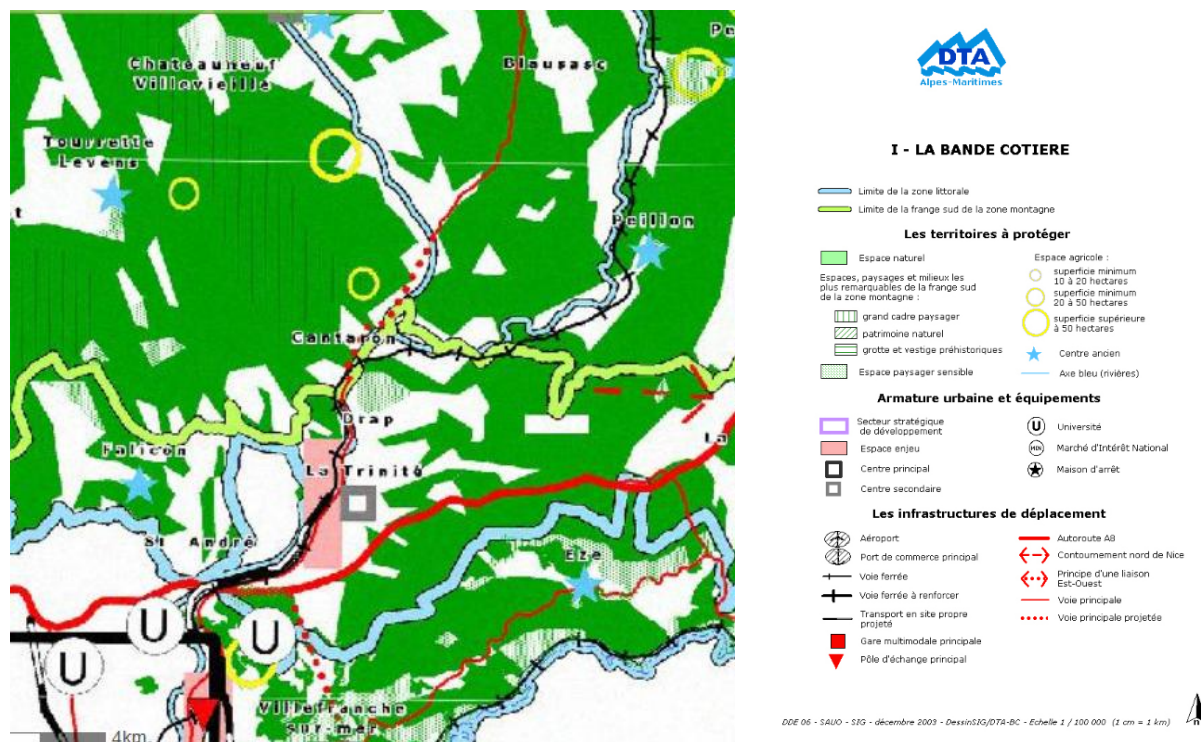 Chateauneuf
Villevieille
Blausasc
Pe
Tourrette
Levens
t
Peillon
Cantaron
Drap
La
Falicon
La Trinité
St André
Eze
U
U
U
Villefranche
sur-mer
4km
DTA
Alpes-Maritimes
I - LA BANDE COTIERE
Limite de la zone littorale
Limite de la frange sud de la zone montagne
Les territoires à protéger
Espace naturel
Espaces, paysages et milieux les
plus remarquables de la frange sud
de la zone montagne :
grand cadre paysager
patrimoine naturel
grotte et vestige préhistoriques
Espace paysager sensible
Espace agricole :
superficie minimum
10 à 20 hectares
superficie minimum
20 à 50 hectares
superficie supérieure
à 50 hectares
Centre ancien
Axe bleu (rivières)
Armature urbaine et équipements
Secteur stratégique
de développement
Espace enjeu
Centre principal
Centre secondaire
U Université
MIN Marché d'Intérêt National
Maison d'arrêt
Les infrastructures de déplacement
Aéroport
Port de commerce principal
Voie ferrée
Voie ferrée à renforcer
Transport en site propre
projeté
Gare multimodale principale
Pôle d'échange principal
Autoroute A8
Contournement nord de Nice
Principe d'une liaison
Est-Ouest
Voie principale
Voie principale projetée
DDE 06 - SAUO - SIG - décembre 2003 - DessinSIG/DTA-BC - Echelle 1 / 100 000 (1 cm = 1 km)
n